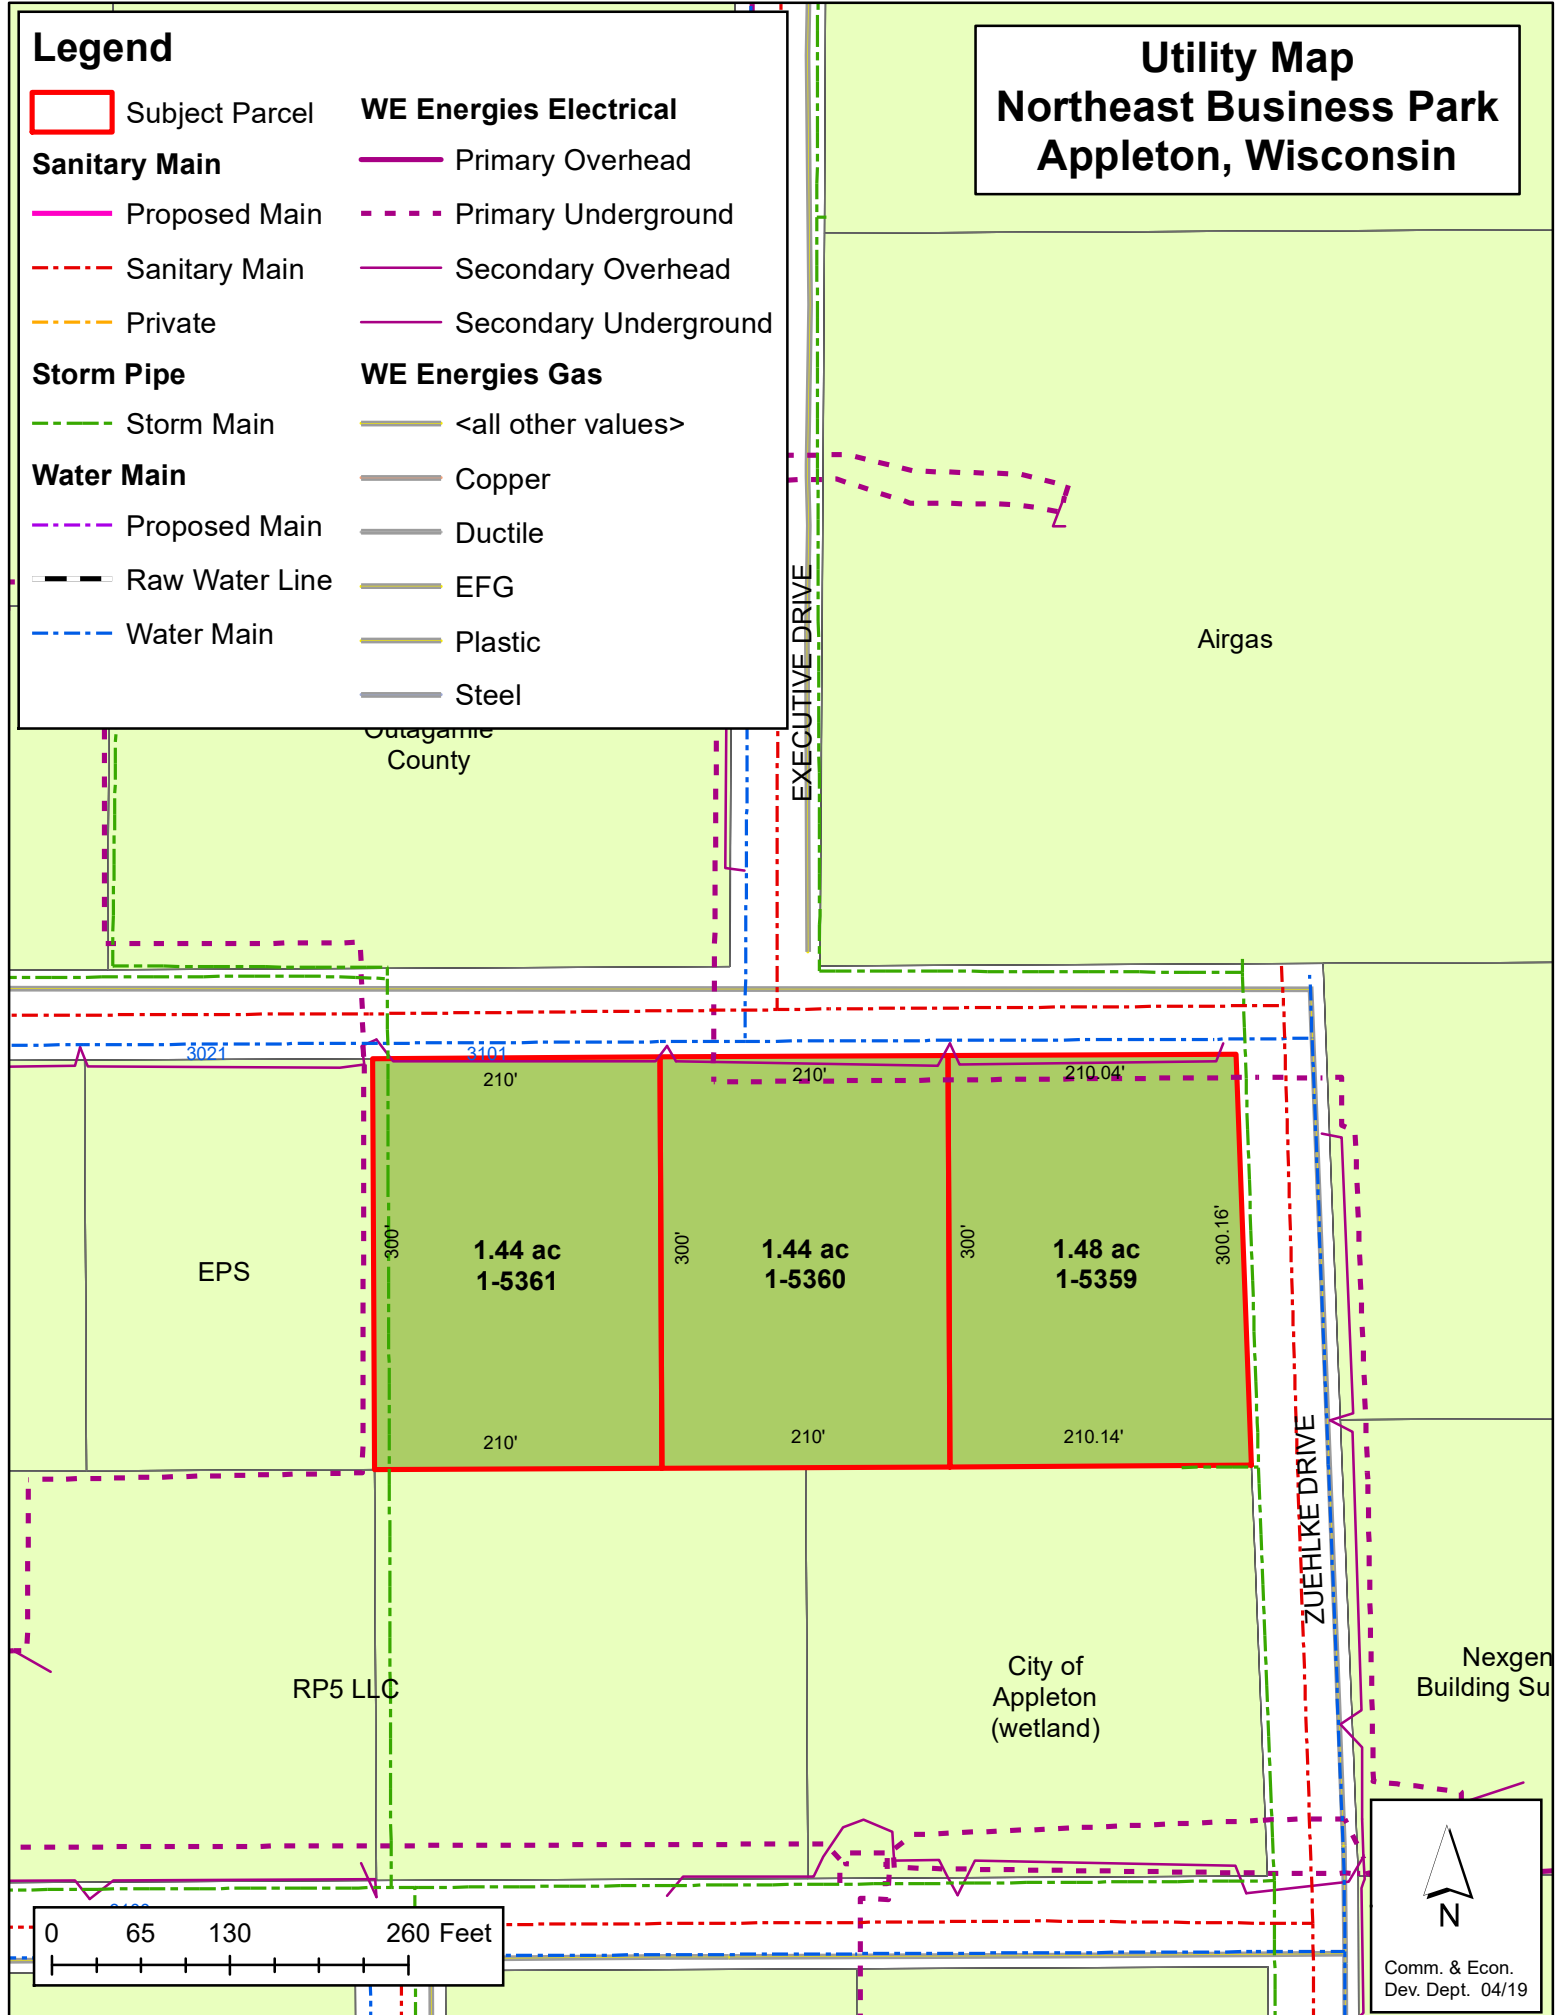 Legend
Subject Parcel
Sanitary Main
Proposed Main
Sanitary Main
Private
Storm Pipe
Storm Main
Water Main
Proposed Main
Raw Water Line
Water Main
WE Energies Electrical
Primary Overhead
Primary Underground
Secondary Overhead
Secondary Underground
WE Energies Gas
<all other values>
Copper
Ductile
EFG
Plastic
Steel
Utility Map
Northeast Business Park
Appleton, Wisconsin
EXECUTIVE DRIVE
Airgas
Outagamie
County
3021
3101
210'
210'
210.04'
300'
300'
300'
300.16'
EPS
1.44 ac
1-5361
1.44 ac
1-5360
1.48 ac
1-5359
210'
210'
210.14'
ZUEHLKE DRIVE
RP5 LLC
City of
Appleton
(wetland)
Nexgen
Building Su
0 65 130 260 Feet
N
Comm. & Econ.
Dev. Dept. 04/19